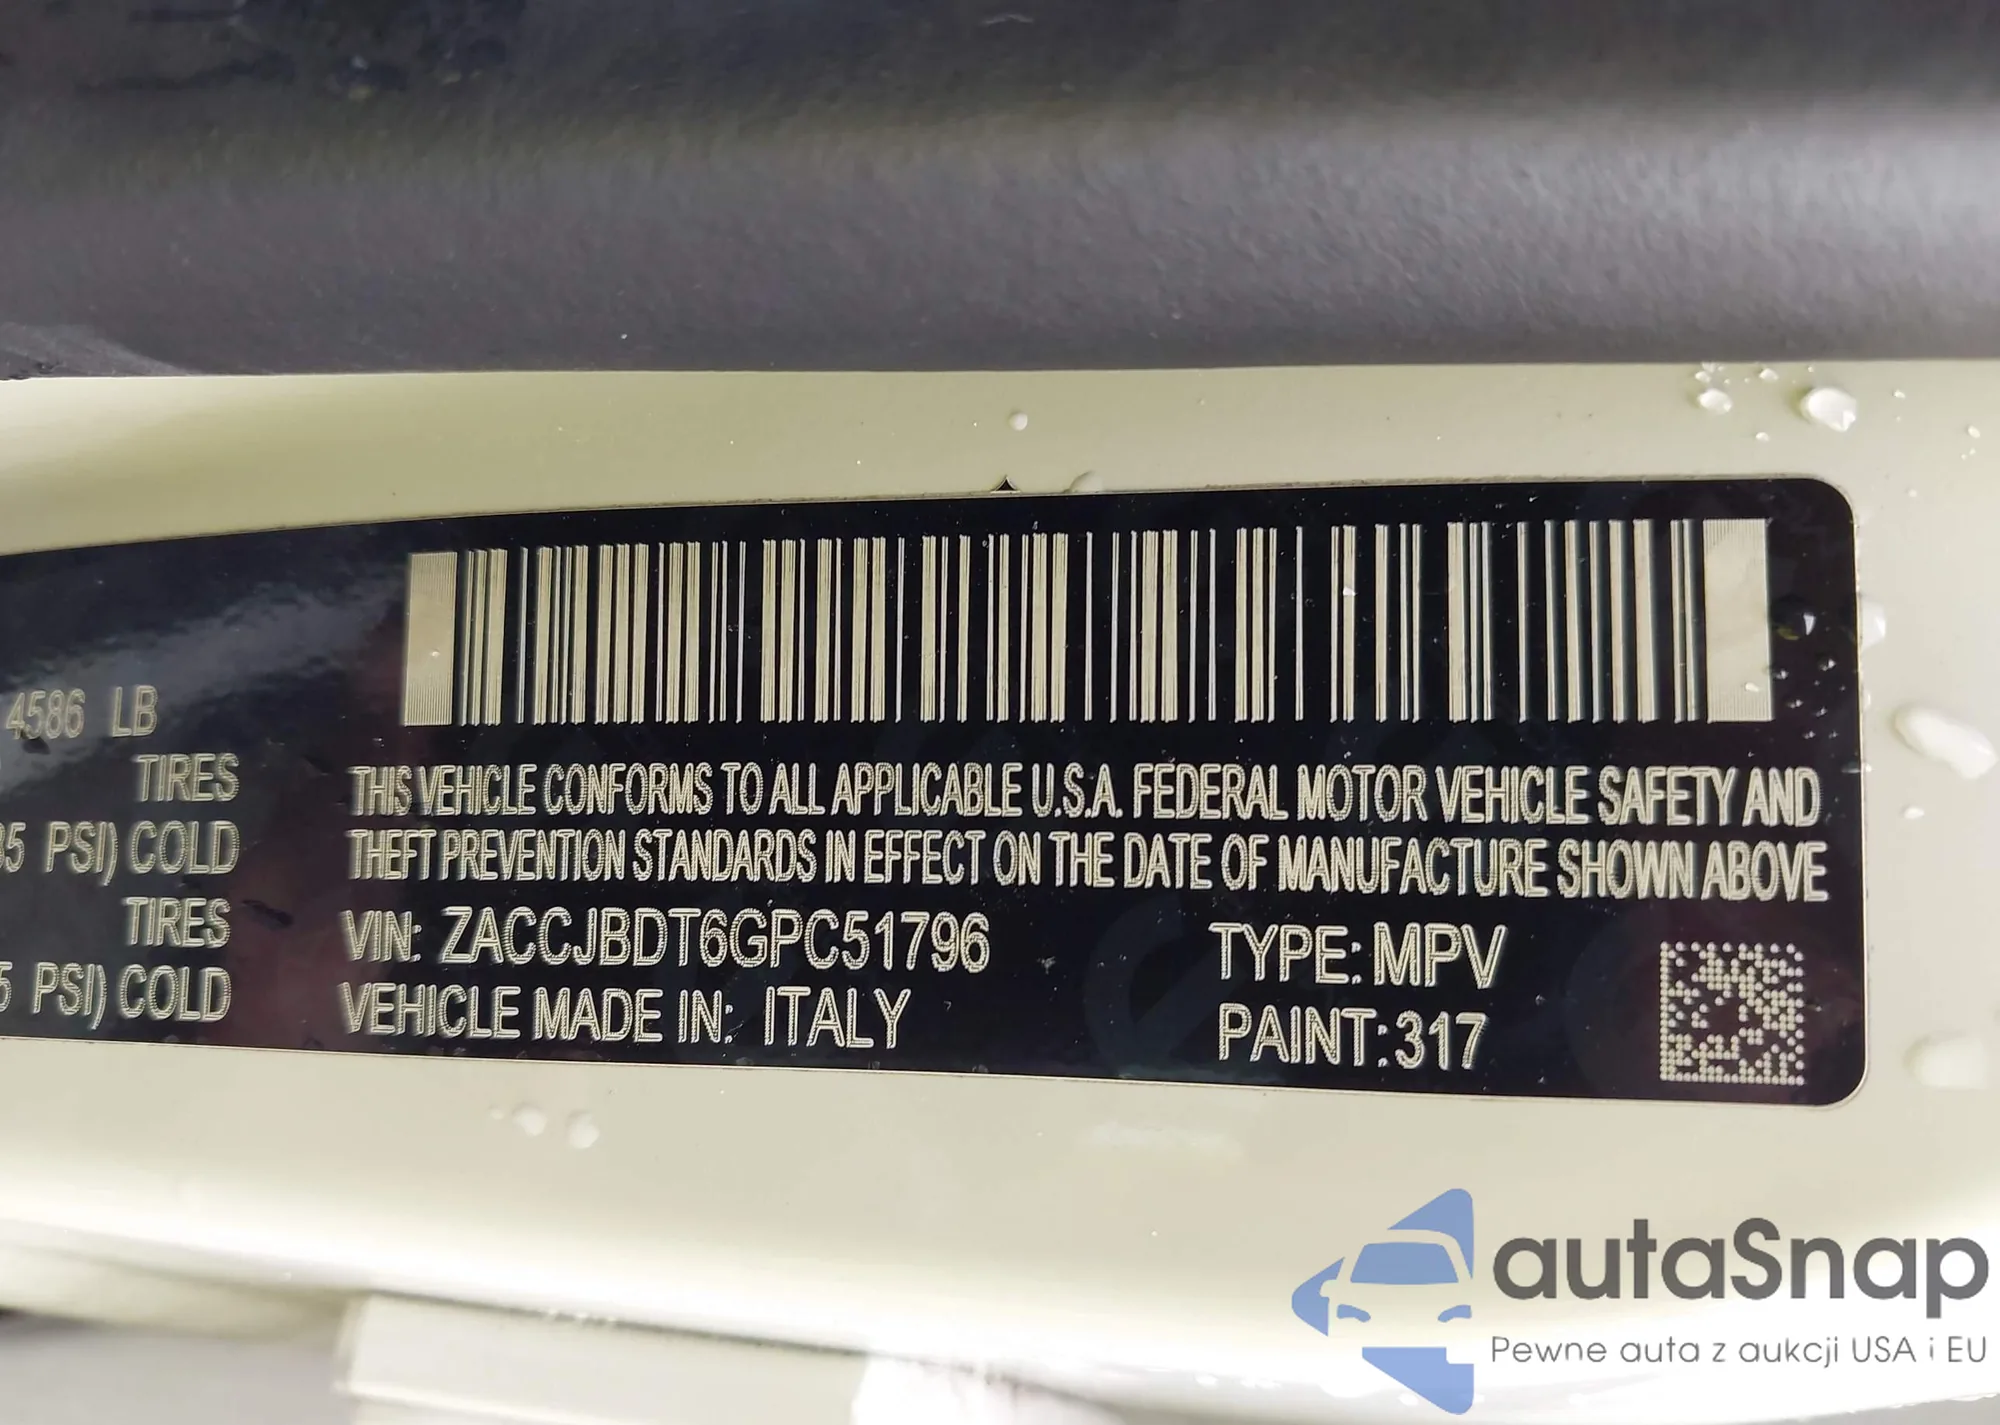 4586 LB
TIRES
35 PSI) COLD
TIRES
5 PSI) COLD
THIS VEHICLE CONFORMS TO ALL APPLICABLE U.S.A. FEDERAL MOTOR VEHICLE SAFETY AND
THEFT PREVENTION STANDARDS IN EFFECT ON THE DATE OF MANUFACTURE SHOWN ABOVE
VIN: ZACCJBDT6GPC51796
TYPE: MPV
VEHICLE MADE IN: ITALY
PAINT: 317
autaSnap
Pewne auta z aukcji USA i EU